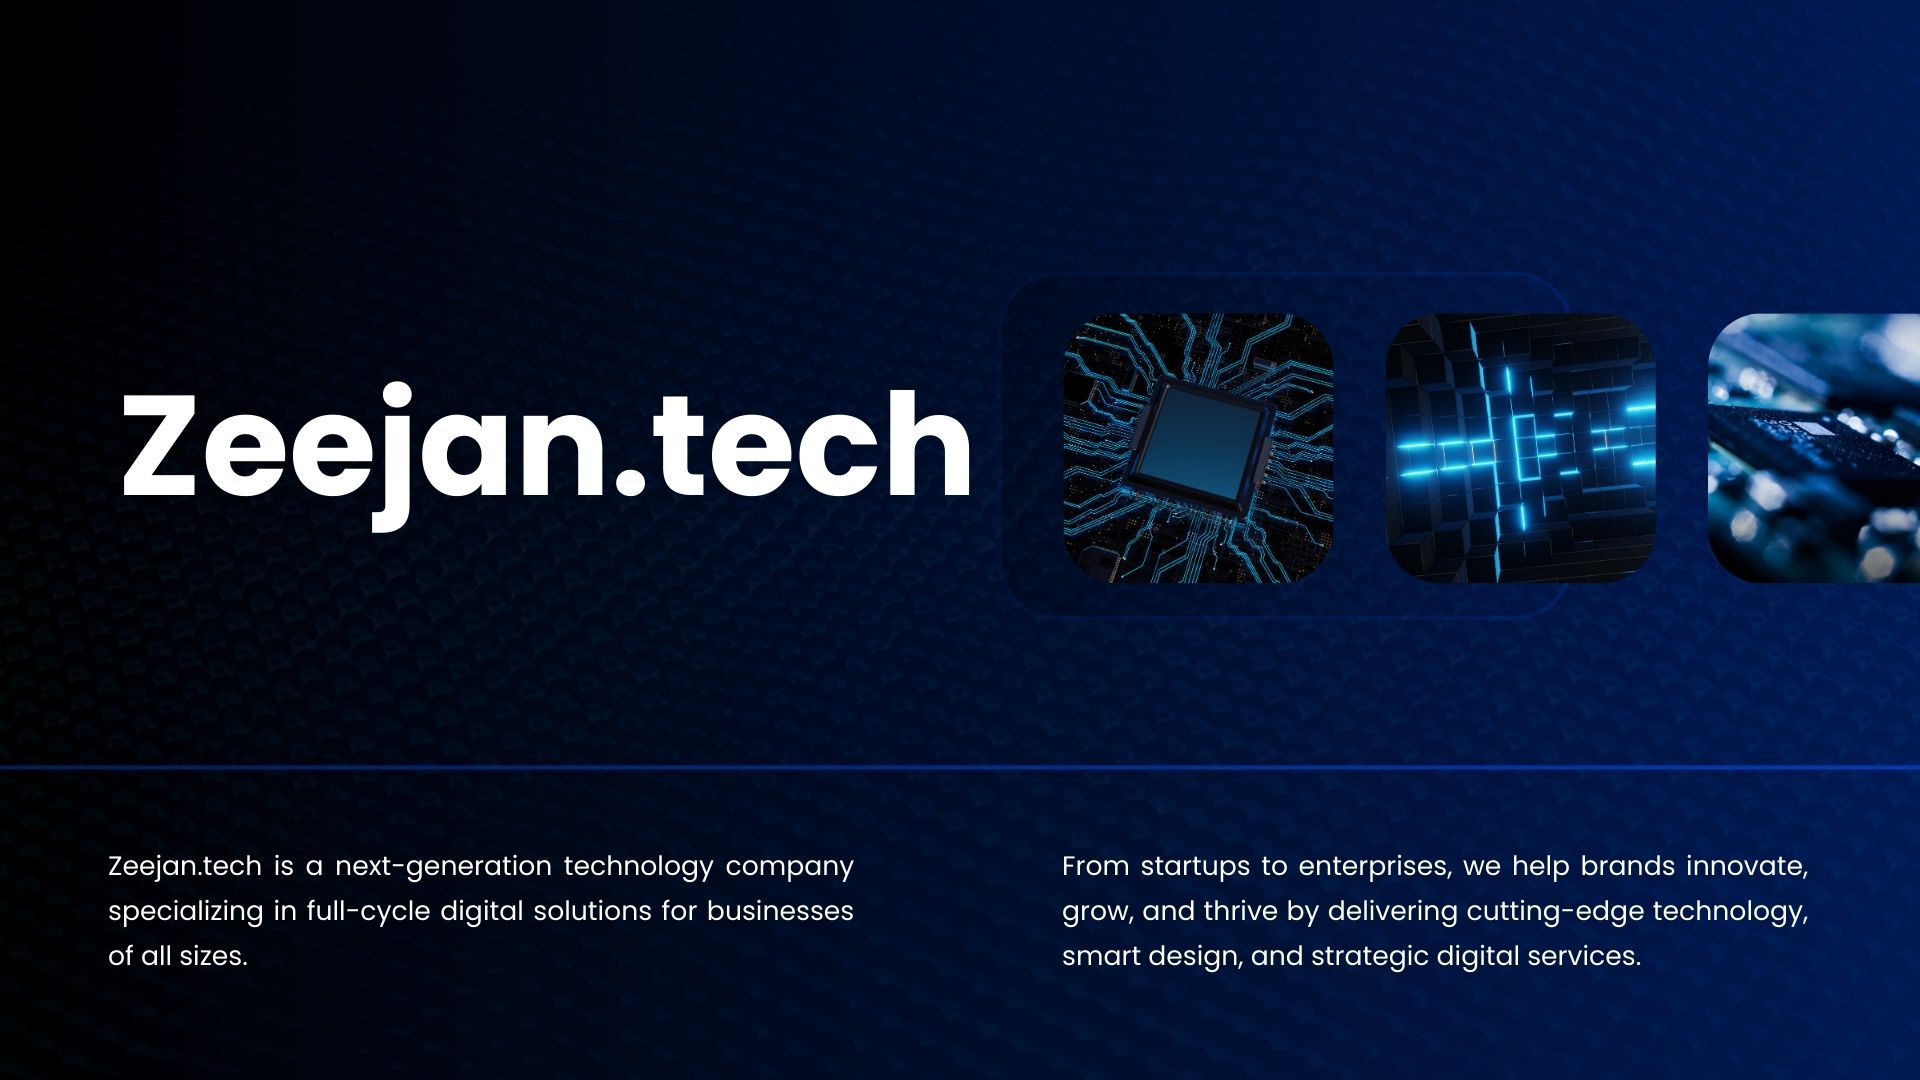 Zeejan.tech
Zeejan.tech is a next-generation technology company
specializing in full-cycle digital solutions for businesses
of all sizes.
From startups to enterprises, we help brands innovate,
grow, and thrive by delivering cutting-edge technology,
smart design, and strategic digital services.